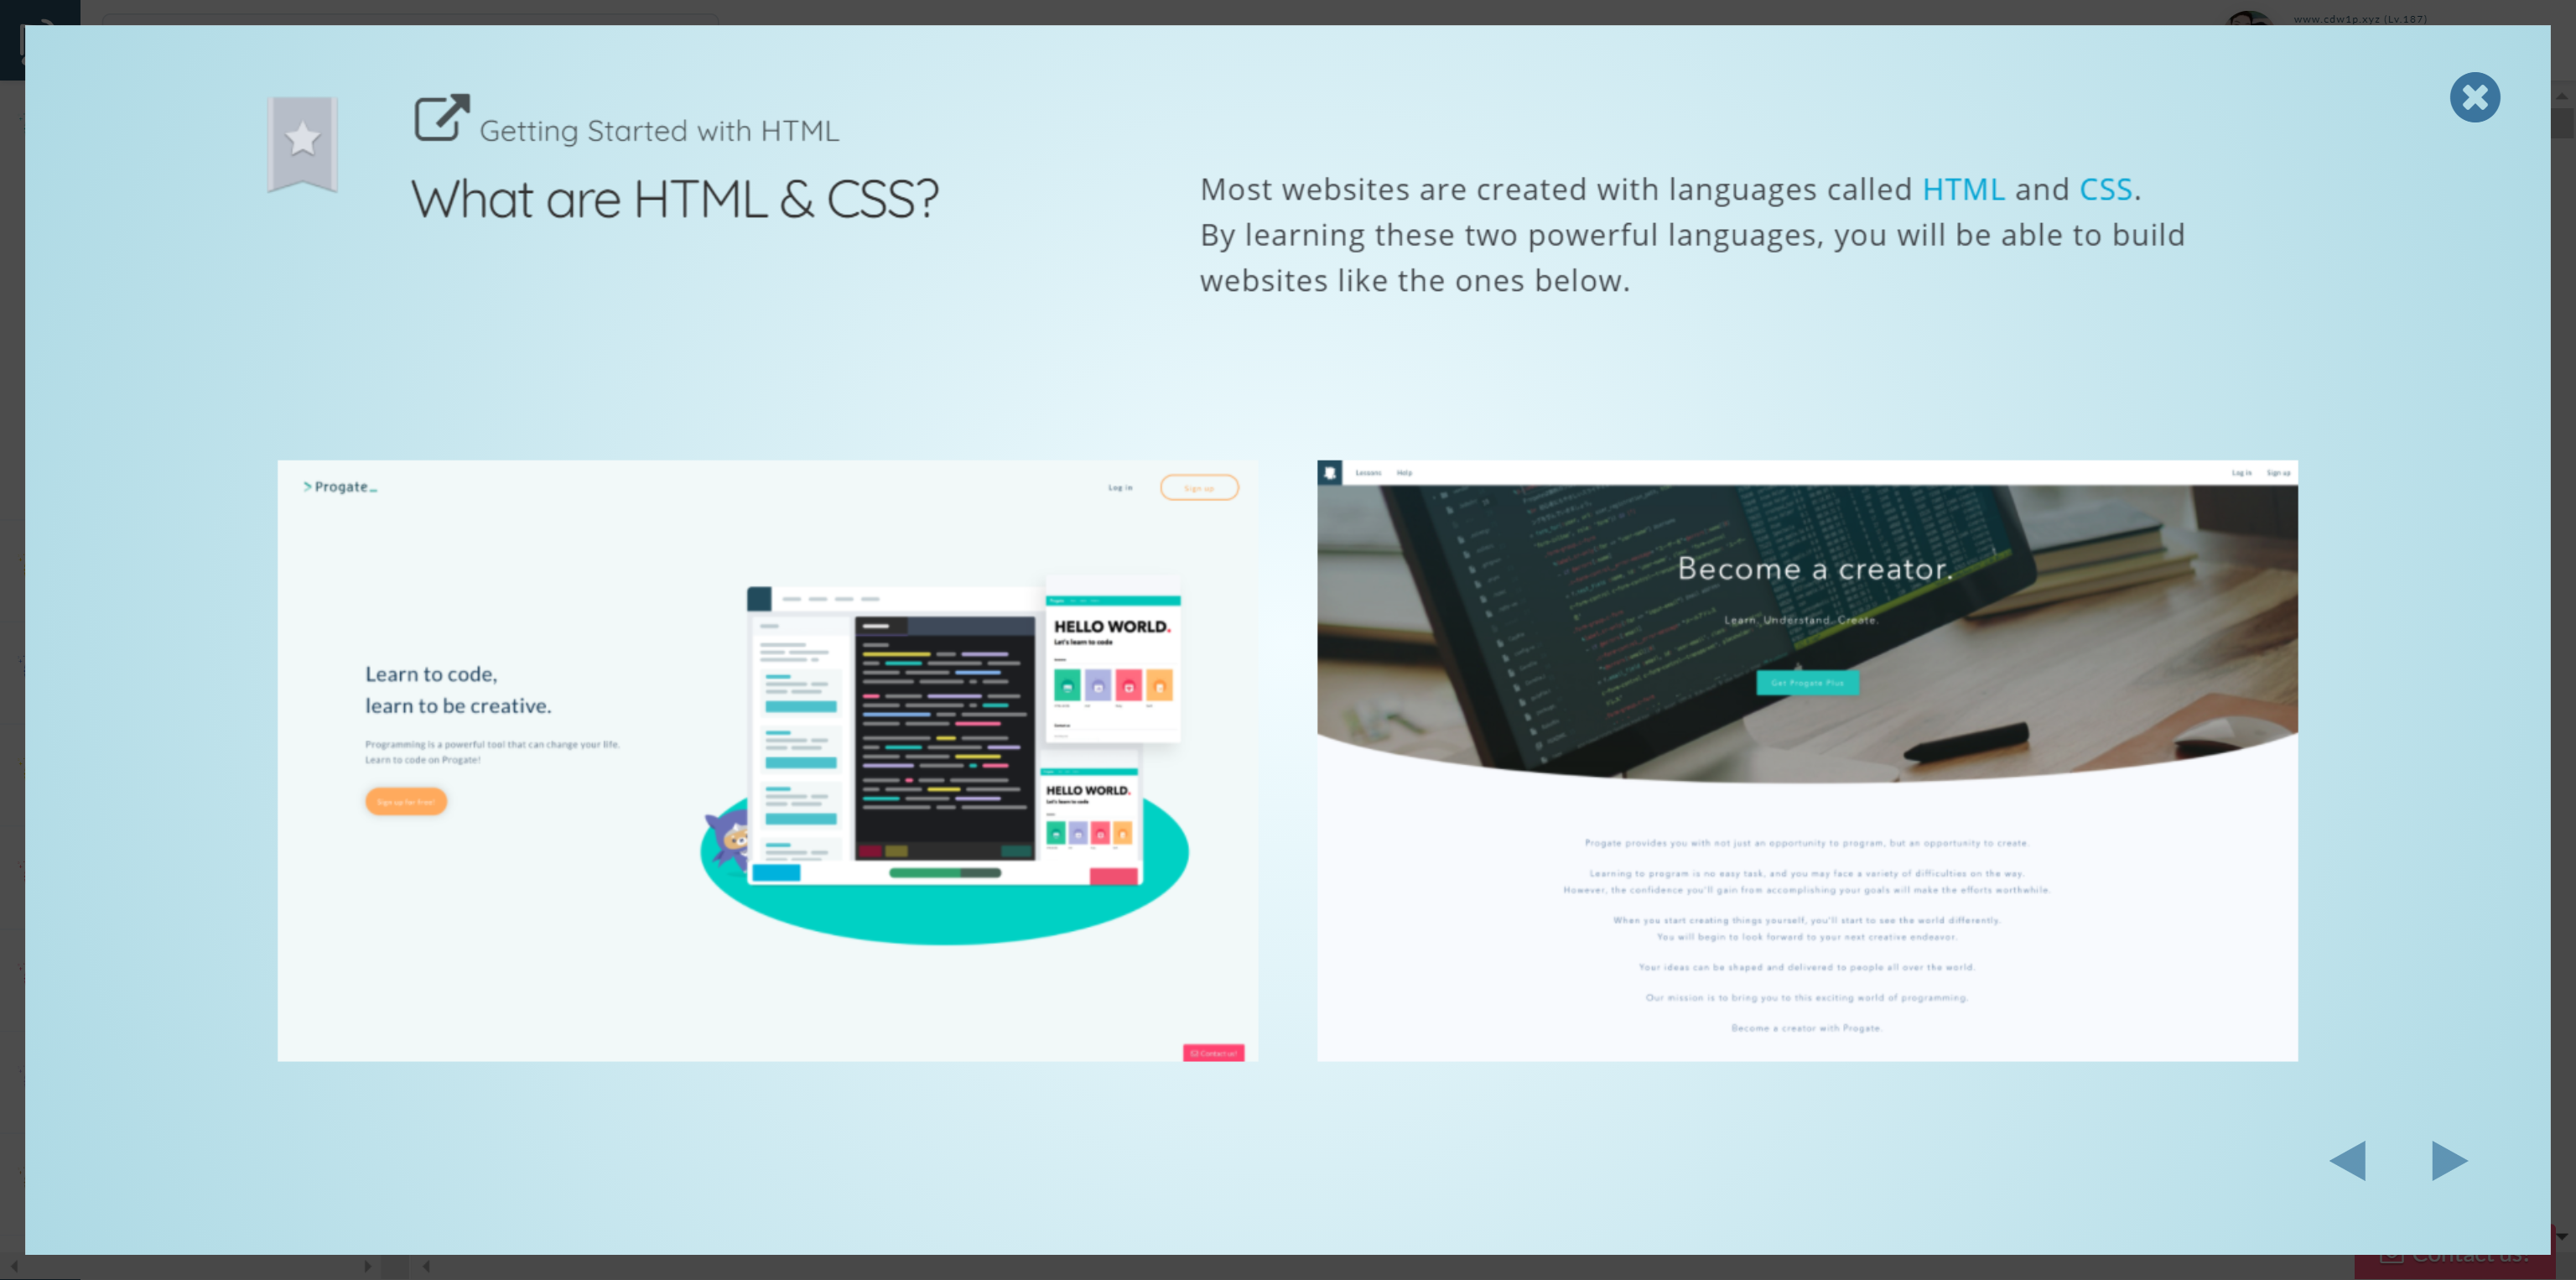 www.cdw1p.xyz (Lv.187)
Getting Started with HTML
What are HTML & CSS?
Most websites are created with languages called HTML and CSS.
By learning these two powerful languages, you will be able to build
websites like the ones below.
>Progate_
Log in
Sign up
Learn to code,
learn to be creative.
Programming is a powerful tool that can change your life.
Learn to code on Progate!
Sign up for free!
HELLO WORLD.
Let's learn to code
HELLO WORLD.
Let's learn to code
Contact us!
Lessons
Help
Log in
Sign up
Become a creator.
Learn. Understand. Create.
Get Progate Plus
Progate provides you with not just an opportunity to program, but an opportunity to create.
Learning to program is no easy task, and you may face a variety of difficulties on the way.
However, the confidence you'll gain from accomplishing your goals will make the efforts worthwhile.
When you start creating things yourself, you'll start to see the world differently.
You will begin to look forward to your next creative endeavor.
Your ideas can be shaped and delivered to people all over the world.
Our mission is to bring you to this exciting world of programming.
Become a creator with Progate.
Contact us!